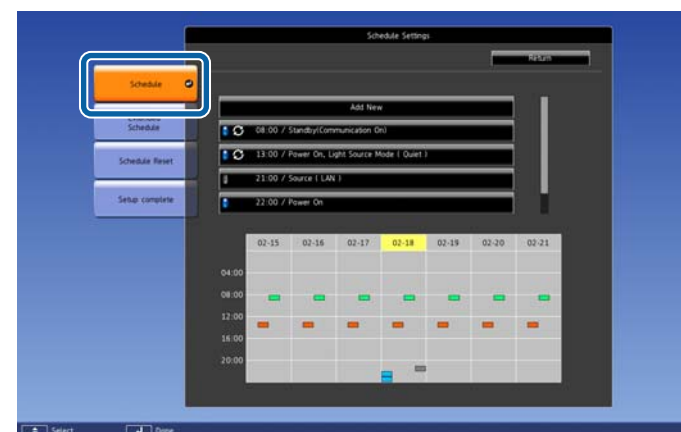 Schedule Settings
Return
Schedule
Extended
Schedule
Schedule Reset
Setup complete
Add New
08:00 / Standby(Communication On)
13:00 / Power On, Light Source Mode ( Quiet )
21:00 / Source ( LAN )
22:00 / Power On
02-15 02-16 02-17 02-18 02-19 02-20 02-21
04:00
08:00
12:00
16:00
20:00
Select Done